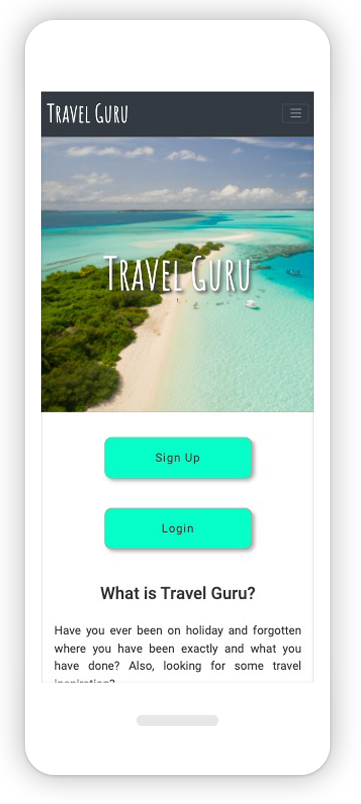 Travel Guru
Travel Guru
Sign Up
Login
What is Travel Guru?
Have you ever been on holiday and forgotten
where you have been exactly and what you
have done? Also, looking for some travel
inspiration?